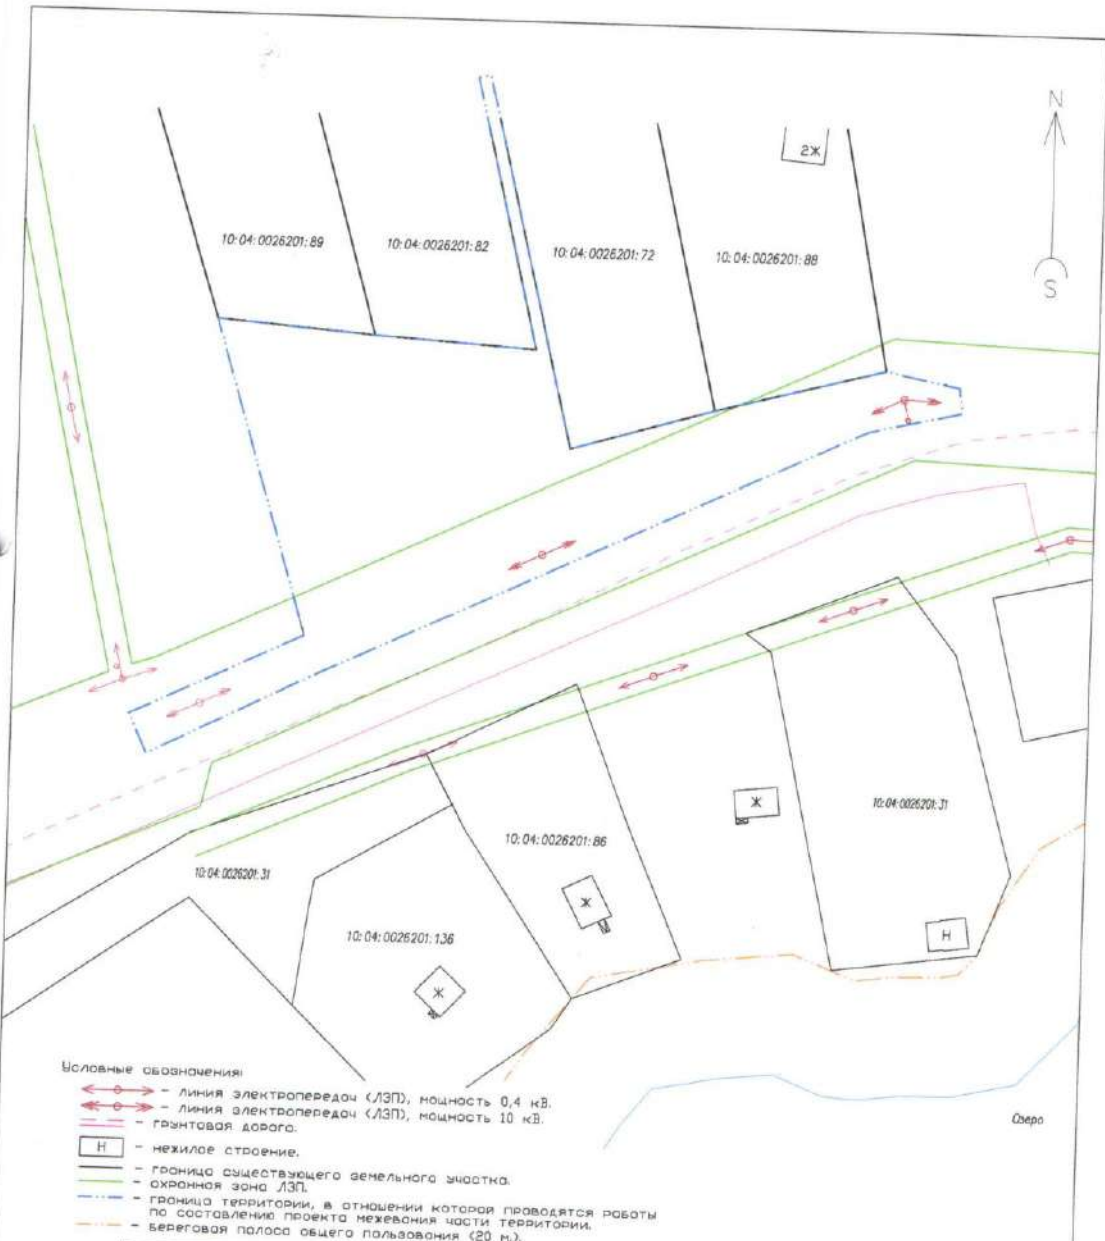 N
2Ж
10:04:0026201:89
10:04:0026201:82
10:04:0026201:72
10:04:0026201:88
S
10:04:0026201:31
10:04:0026201:86
Ж
10:04:0026201:31
Ж
10:04:0026201:136
Н
Ж
Условные обозначения:
- линия электропередач (ЛЭП), мощность 0,4 кВ.
- линия электропередач (ЛЭП), мощность 10 кВ.
- грунтовая дорога.
Н - нежилое строение.
- граница существующего земельного участка.
- охранная зона ЛЭП.
- граница территории, в отношении которой проводятся работы
по составлению проекта межевания части территории.
- береговая полоса общего пользования (20 м.).
Озеро